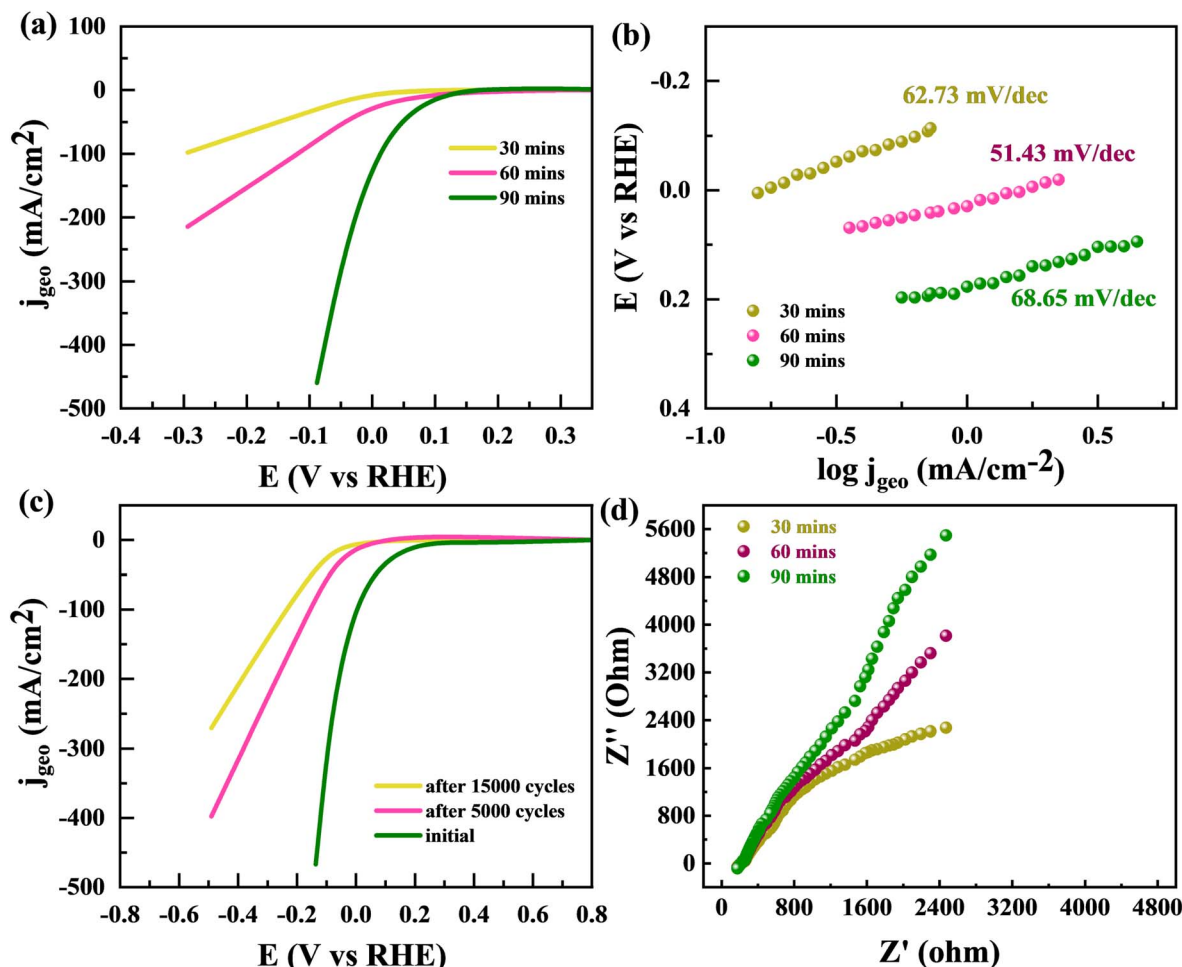 (a)
100
0
-100
-200
-300
-400
-500
j_geo (mA/cm²)
30 mins
60 mins
90 mins
-0.4 -0.3 -0.2 -0.1 0.0 0.1 0.2 0.3
E (V vs RHE)
(b)
-0.2
0.0
0.2
0.4
E (V vs RHE)
62.73 mV/dec
51.43 mV/dec
68.65 mV/dec
30 mins
60 mins
90 mins
-1.0 -0.5 0.0 0.5
log j_geo (mA/cm⁻²)
(c)
0
-100
-200
-300
-400
-500
j_geo (mA/cm²)
after 15000 cycles
after 5000 cycles
initial
-0.8 -0.6 -0.4 -0.2 0.0 0.2 0.4 0.6 0.8
E (V vs RHE)
(d)
5600
4800
4000
3200
2400
1600
800
0
Z'' (Ohm)
30 mins
60 mins
90 mins
0 800 1600 2400 3200 4000 4800
Z' (ohm)